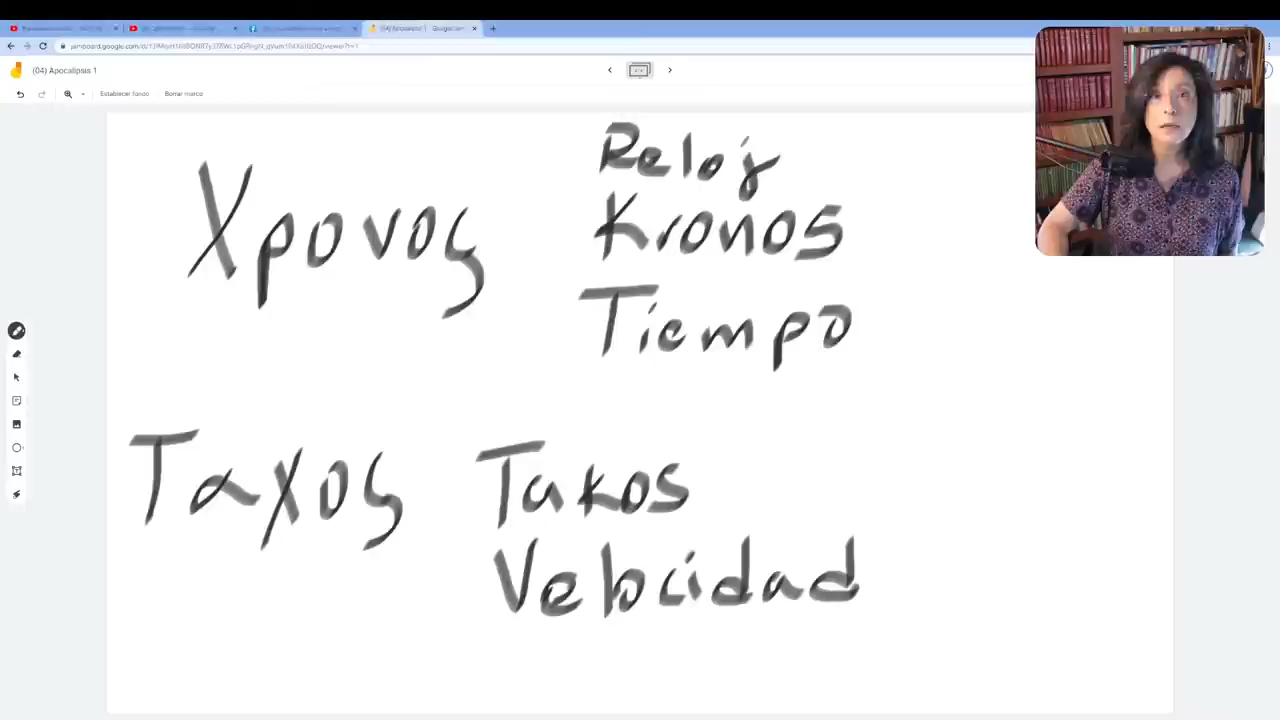 (04) Apocalipsis 1
Establecer fondo Borrar marco
Χρονος
Reloj
Kronos
Tiempo
Ταχος
Takos
Velocidad